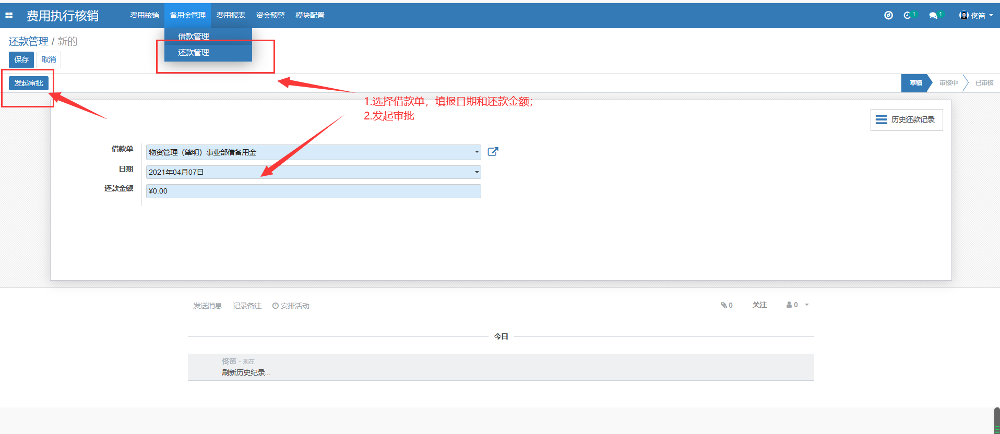 费用执行核销
费用核销 备用金管理 费用报表 资金预警 模块配置
1 1 佟笛
借款管理
还款管理
还款管理 / 新的
保存 取消
发起审批
草稿 审核中 已审核
1.选择借款单，填报日期和还款金额；
2.发起审批
历史还款记录
借款单 物资管理（肇明）事业部借备用金
日期 2021年04月07日
还款金额 ¥0.00
发送消息 记录备注 安排活动 0 关注 0
今日
佟笛 - 现在
刷新历史纪录...